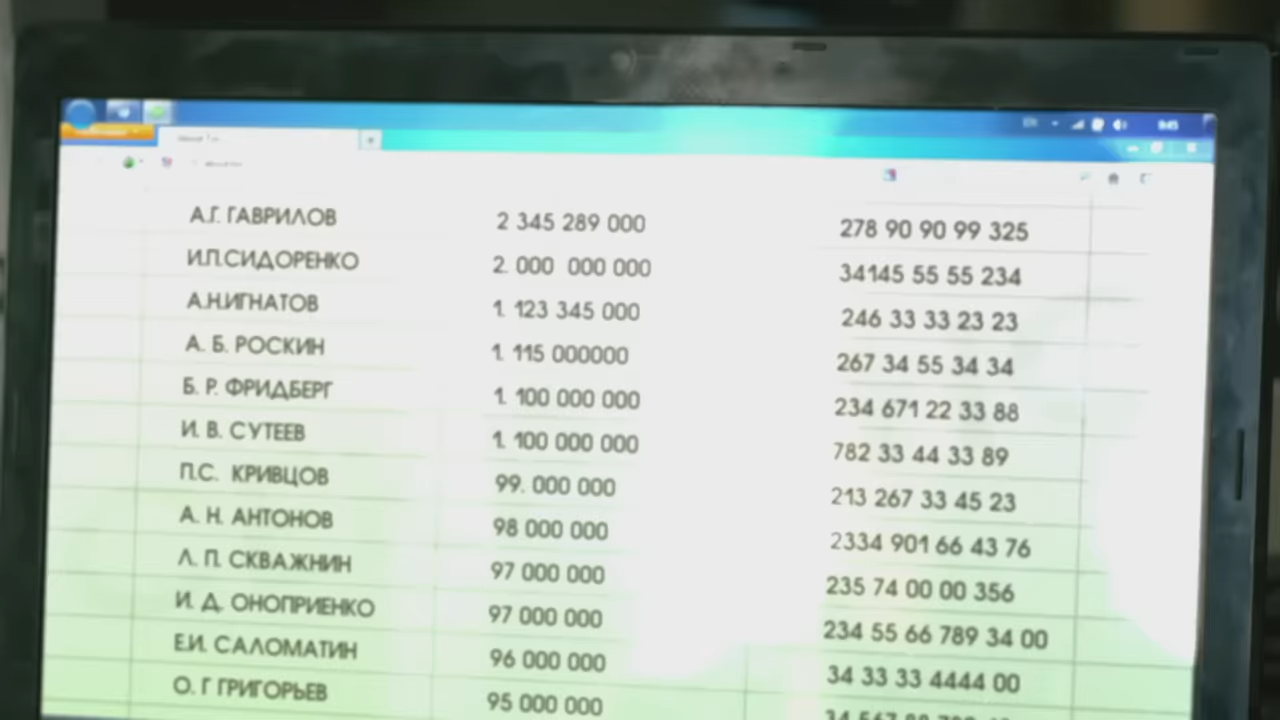 EN 9:45
А.Г. ГАВРИЛОВ 2 345 289 000 278 90 90 99 325
И.П.СИДОРЕНКО 2. 000 000 000 34145 55 55 234
А.Н.ИГНАТОВ 1. 123 345 000 246 33 33 23 23
А. Б. РОСКИН 1. 115 000000 267 34 55 34 34
Б. Р. ФРИДБЕРГ 1. 100 000 000 234 671 22 33 88
И. В. СУТЕЕВ 1. 100 000 000 782 33 44 33 89
П.С. КРИВЦОВ 99. 000 000 213 267 33 45 23
А. Н. АНТОНОВ 98 000 000 2334 901 66 43 76
Л. П. СКВАЖНИН 97 000 000 235 74 00 00 356
И. Д. ОНОПРИЕНКО 97 000 000 234 55 66 789 34 00
Е.И. САЛОМАТИН 96 000 000 34 33 33 4444 00
О. Г ГРИГОРЬЕВ 95 000 000